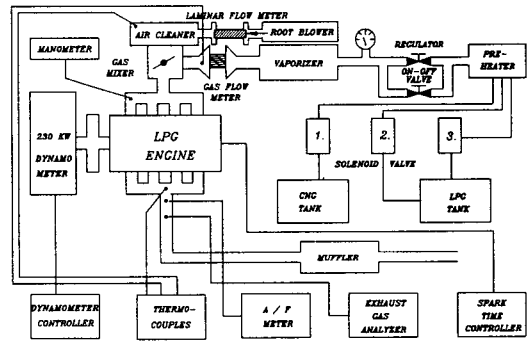 LAMINAR FLOW METER
AIR CLEANER
ROOT BLOWER
MANOMETER
GAS
MIXER
GAS FLOW
METER
VAPORIZER
REGULATOR
ON-OFF
VALVE
PRE-
HEATER
230 KW
DYNAMO
METER
LPG
ENGINE
1.
2.
3.
SOLENOID VALVE
CNG
TANK
LPG
TANK
MUFFLER
DYNAMOMETER
CONTROLLER
THERMO-
COUPLES
A / F
METER
EXHAUST
GAS
ANALYZER
SPARK
TIME
CONTROLLER